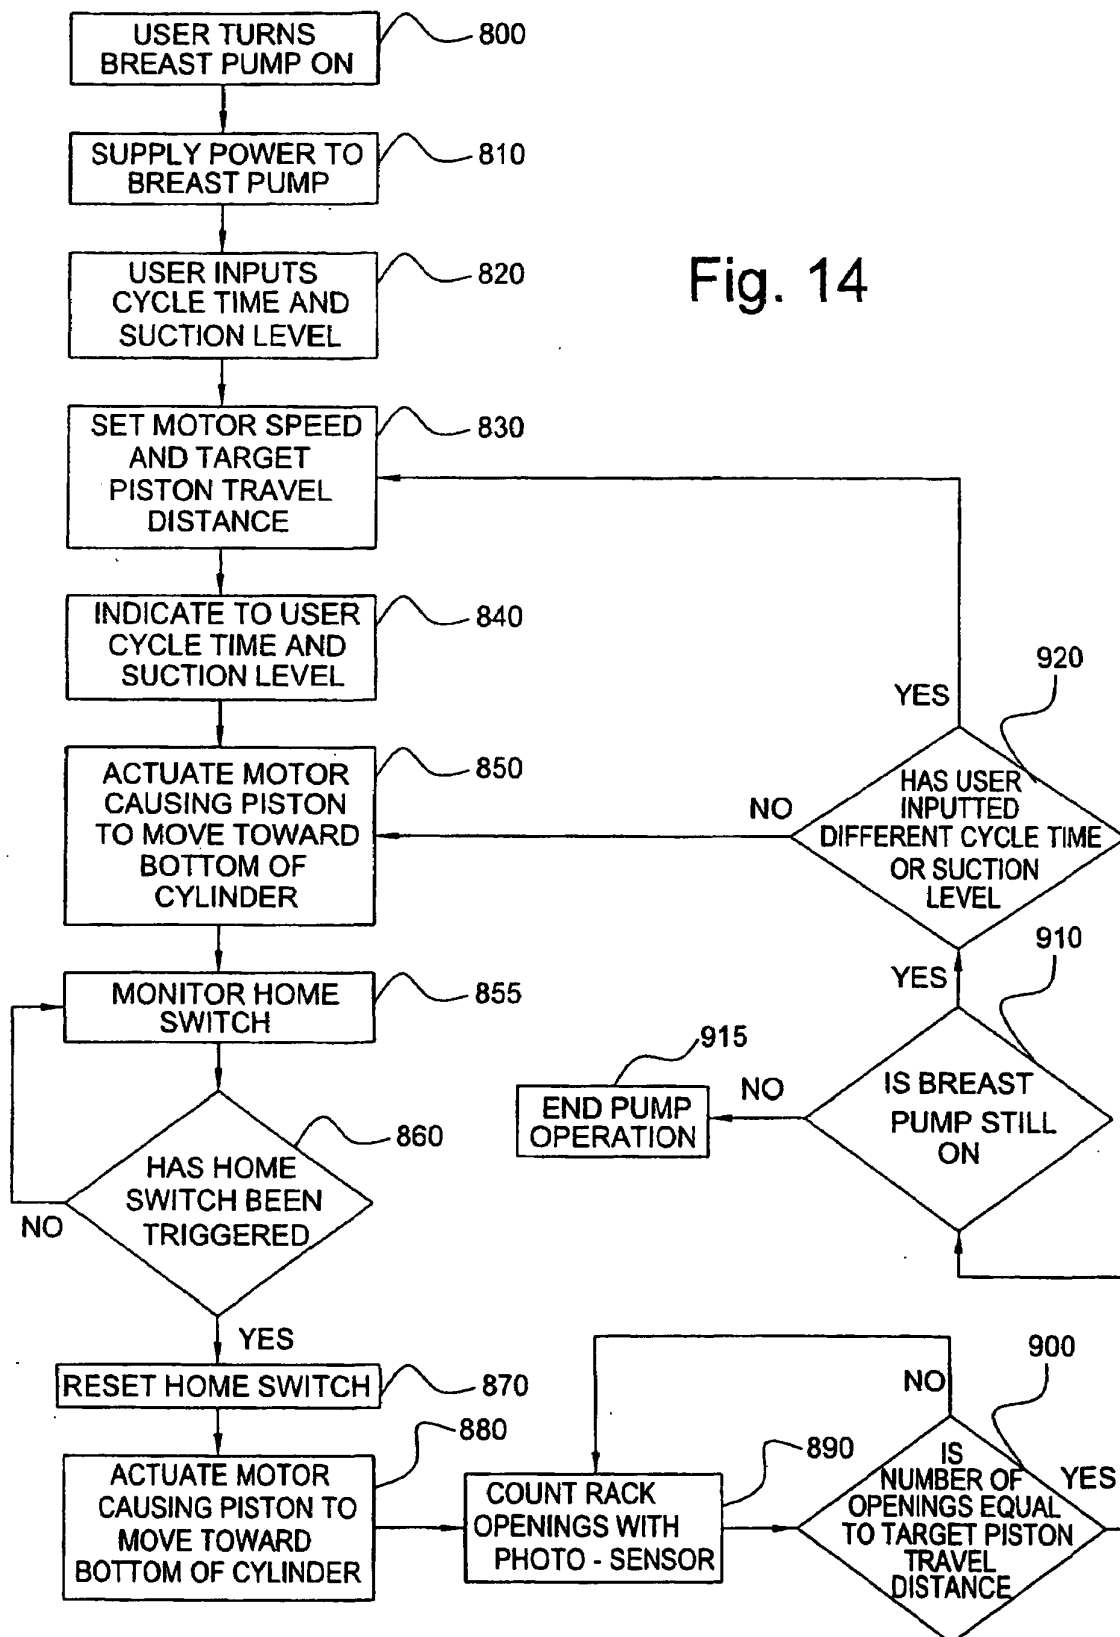 USER TURNS
BREAST PUMP ON
800
SUPPLY POWER TO
BREAST PUMP
810
USER INPUTS
CYCLE TIME AND
SUCTION LEVEL
820
Fig. 14
SET MOTOR SPEED
AND TARGET
PISTON TRAVEL
DISTANCE
830
INDICATE TO USER
CYCLE TIME AND
SUCTION LEVEL
840
ACTUATE MOTOR
CAUSING PISTON
TO MOVE TOWARD
BOTTOM OF
CYLINDER
850
MONITOR HOME
SWITCH
855
HAS HOME
SWITCH BEEN
TRIGGERED
860
NO
YES
RESET HOME SWITCH
870
ACTUATE MOTOR
CAUSING PISTON TO
MOVE TOWARD
BOTTOM OF CYLINDER
880
COUNT RACK
OPENINGS WITH
PHOTO - SENSOR
890
IS
NUMBER OF
OPENINGS EQUAL
TO TARGET PISTON
TRAVEL
DISTANCE
900
NO
YES
IS BREAST
PUMP STILL
ON
910
NO
YES
END PUMP
OPERATION
915
HAS USER
INPUTTED
DIFFERENT CYCLE TIME
OR SUCTION
LEVEL
920
NO
YES